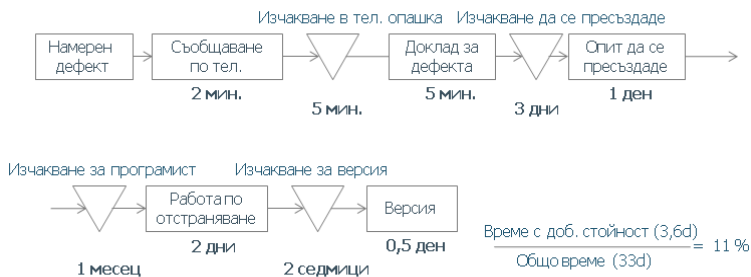 Изчакване в тел. опашка
Изчакване да се пресъздаде
Намерен
дефект
Съобщаване
по тел.
Доклад за
дефекта
Опит да се
пресъздаде
2 мин.
5 мин.
5 мин.
3 дни
1 ден
Изчакване за програмист
Изчакване за версия
Работа по
отстраняване
Версия
1 месец
2 дни
2 седмици
0,5 ден
Време с доб. стойност (3,6d)
Общо време (33d)
= 11 %